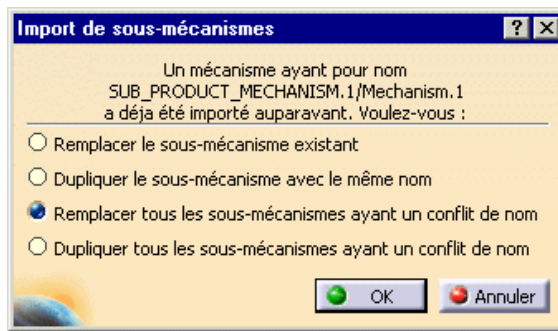 Import de sous-mécanismes
Un mécanisme ayant pour nom
SUB_PRODUCT_MECHANISM.1/Mechanism.1
a déja été importé auparavant. Voulez-vous :
Remplacer le sous-mécanisme existant
Dupliquer le sous-mécanisme avec le même nom
Remplacer tous les sous-mécanismes ayant un conflit de nom
Dupliquer tous les sous-mécanismes ayant un conflit de nom
OK Annuler